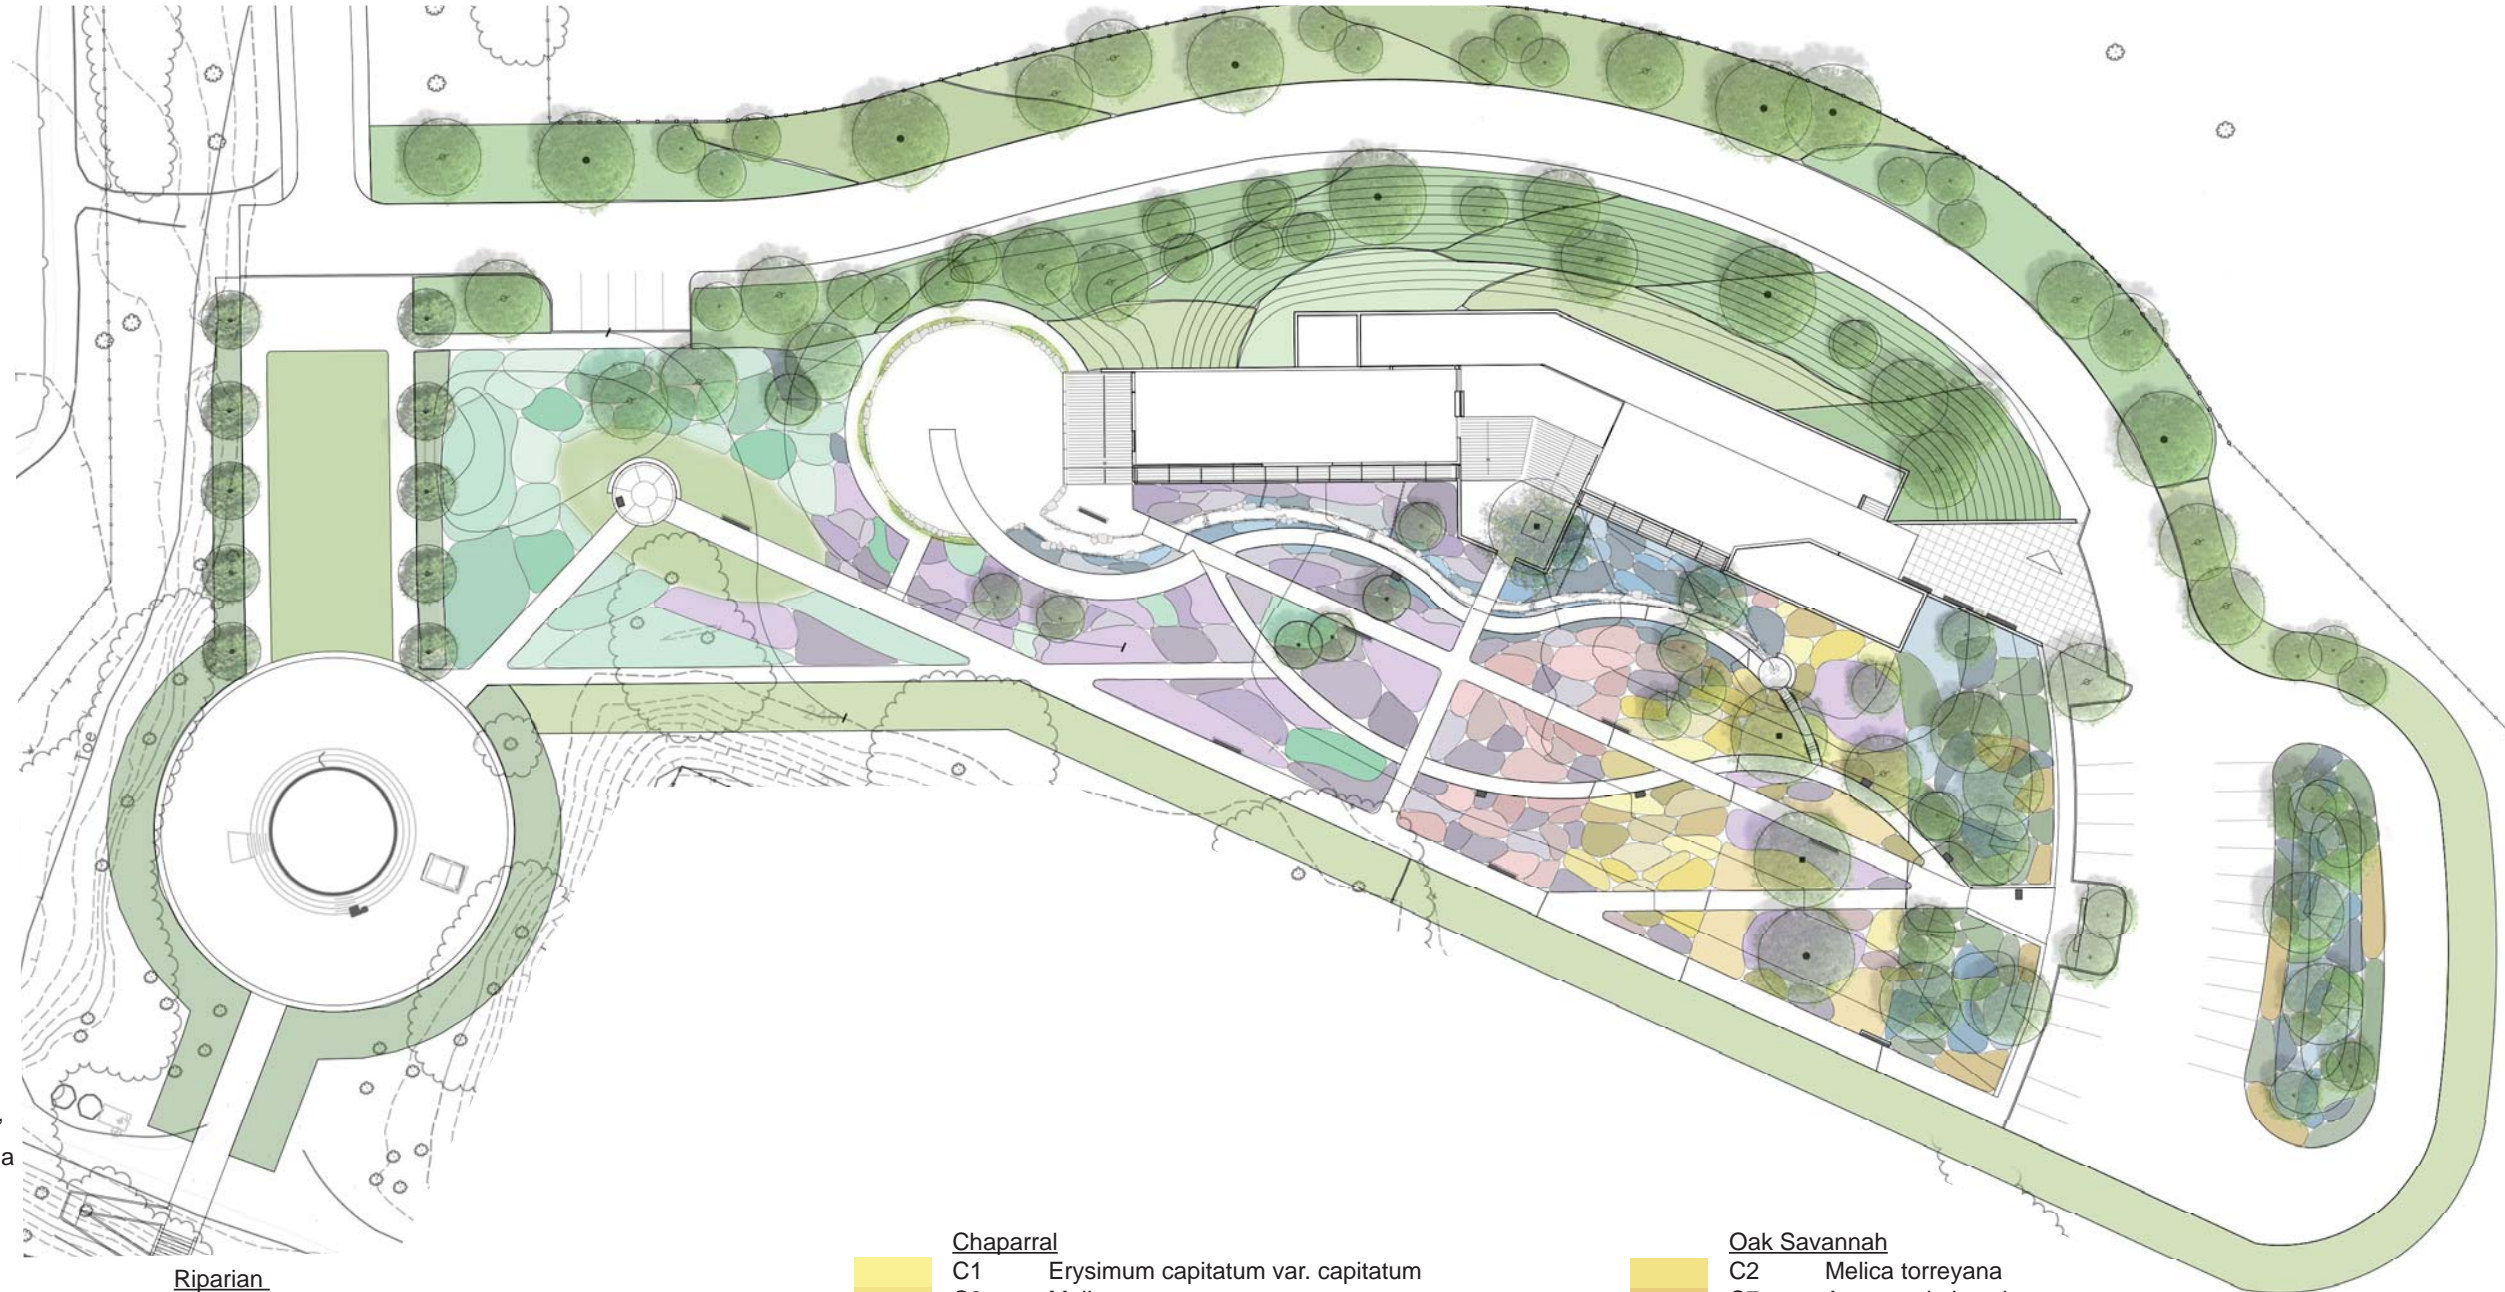 toe
a
Chaparral
C1 Erysimum capitatum var. capitatum
Oak Savannah
C2 Melica torreyana
Riparian